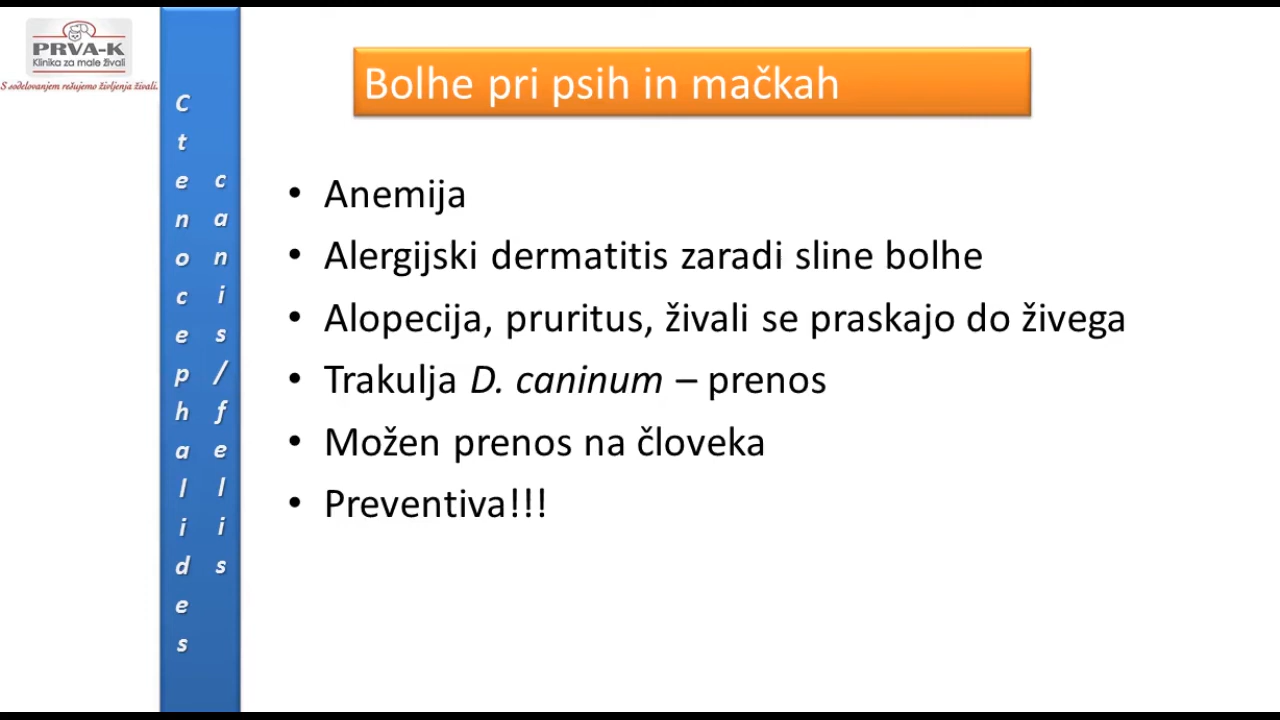 PRVA-K
Klinika za male živali
S sodelovanjem rešujemo življenja živali.
Ctenocephalides
canis/felis
Bolhe pri psih in mačkah
• Anemija
• Alergijski dermatitis zaradi sline bolhe
• Alopecija, pruritus, živali se praskajo do živega
• Trakulja D. caninum – prenos
• Možen prenos na človeka
• Preventiva!!!